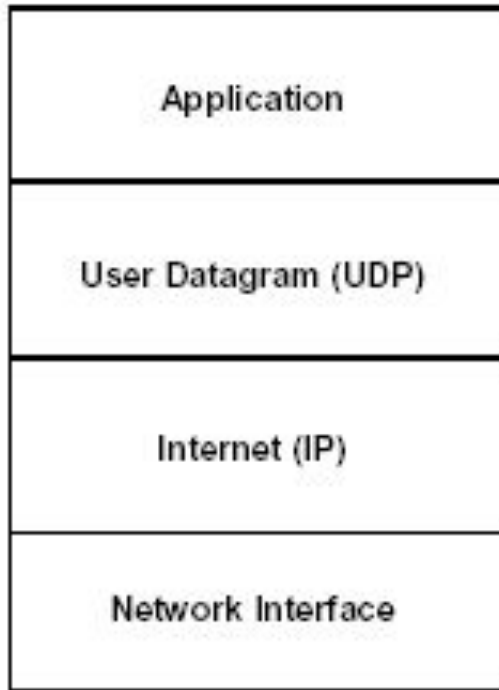 Application
User Datagram (UDP)
Internet (IP)
Network Interface